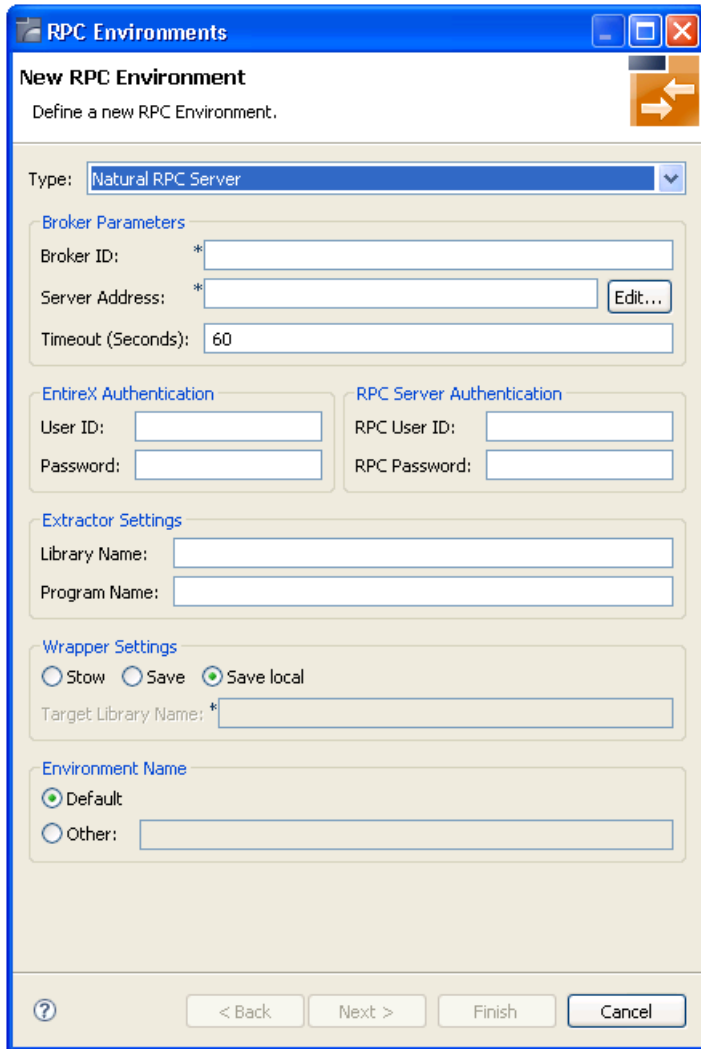 RPC Environments
New RPC Environment
Define a new RPC Environment.
Type: Natural RPC Server
Broker Parameters
Broker ID: *
Server Address: * Edit...
Timeout (Seconds): 60
EntireX Authentication RPC Server Authentication
User ID: RPC User ID:
Password: RPC Password:
Extractor Settings
Library Name:
Program Name:
Wrapper Settings
Stow Save Save local
Target Library Name: *
Environment Name
Default
Other:
? < Back Next > Finish Cancel